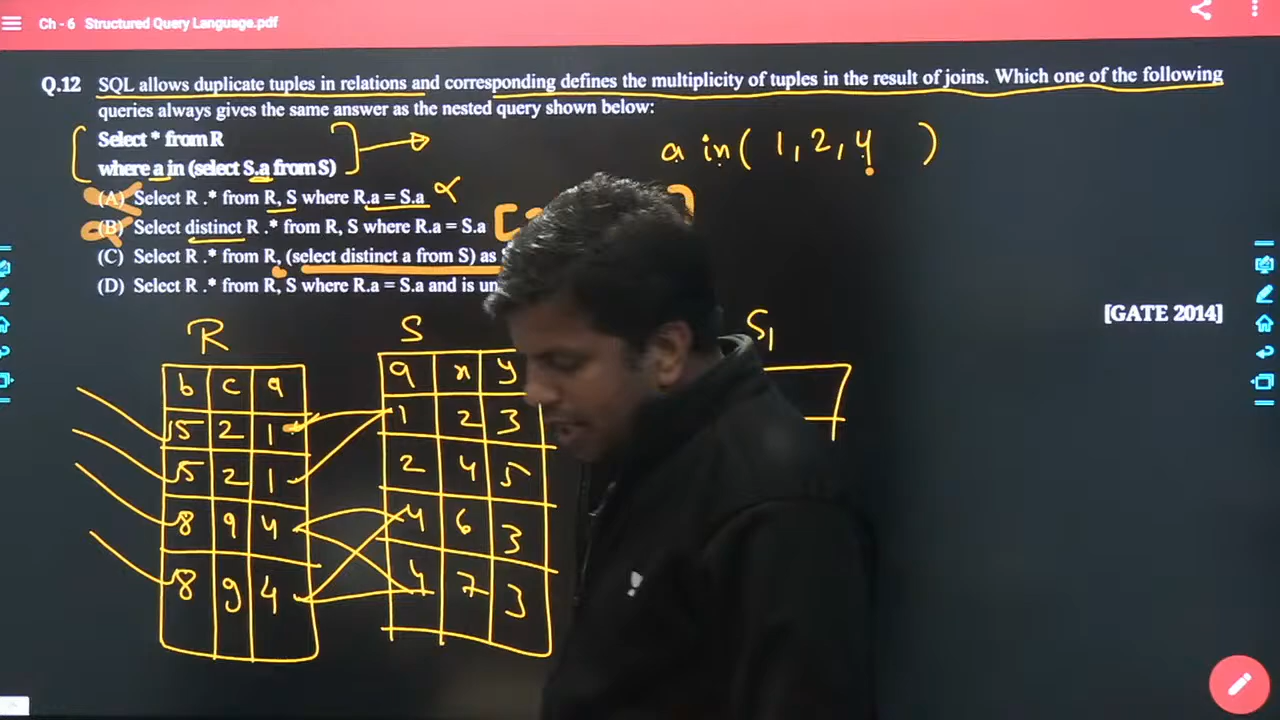 Ch - 6 Structured Query Language.pdf
Q.12 SQL allows duplicate tuples in relations and corresponding defines the multiplicity of tuples in the result of joins. Which one of the following
queries always gives the same answer as the nested query shown below:
Select * from R
where a in (select S.a from S)
a in ( 1, 2, 4 )
(A) Select R .* from R, S where R.a = S.a
(B) Select distinct R .* from R, S where R.a = S.a
(C) Select R .* from R, (select distinct a from S) as
(D) Select R .* from R, S where R.a = S.a and is
[GATE 2014]
R S S1
b c a a x y
5 2 1 1 2 3
5 2 1 2 4 5
8 9 4 4 6 3
8 9 4 4 7 3